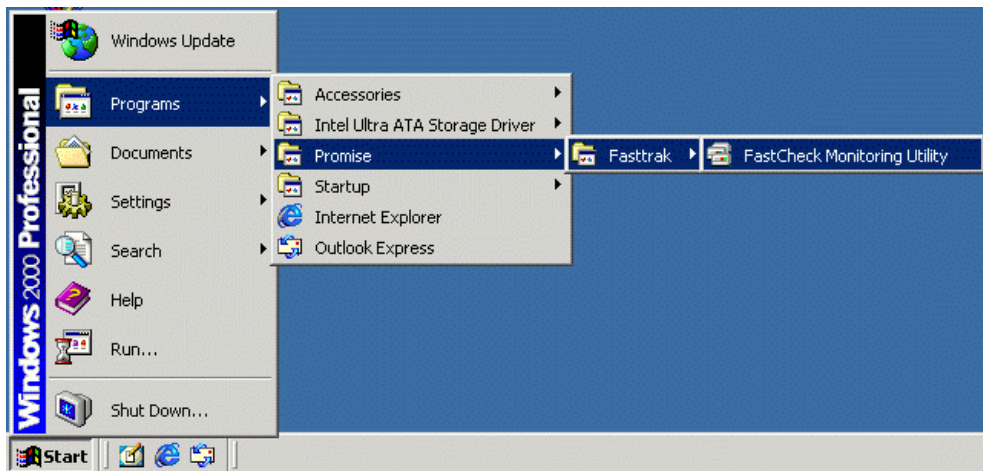 Windows 2000 Professional
Windows Update
Programs
Documents
Settings
Search
Help
Run...
Shut Down...
Accessories
Intel Ultra ATA Storage Driver
Promise
Startup
Internet Explorer
Outlook Express
Fasttrak
FastCheck Monitoring Utility
Start